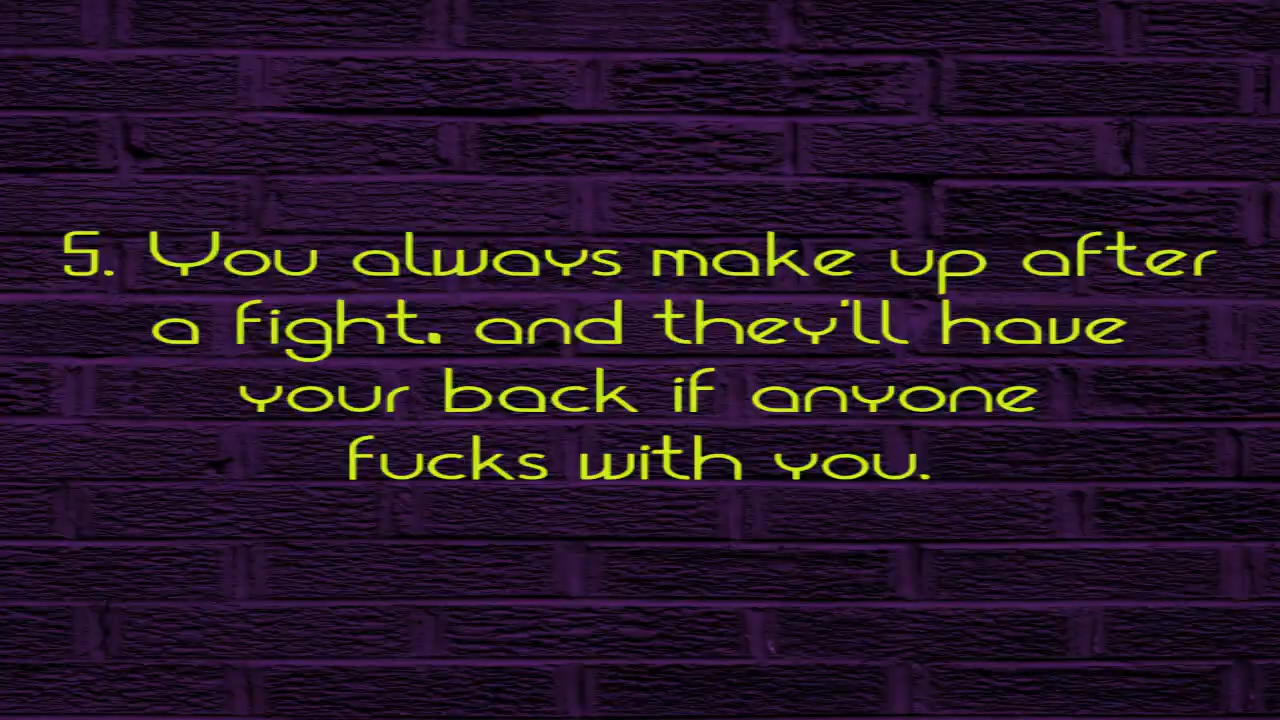 5. You always make up after
a fight. and they'll have
your back if anyone
fucks with you.